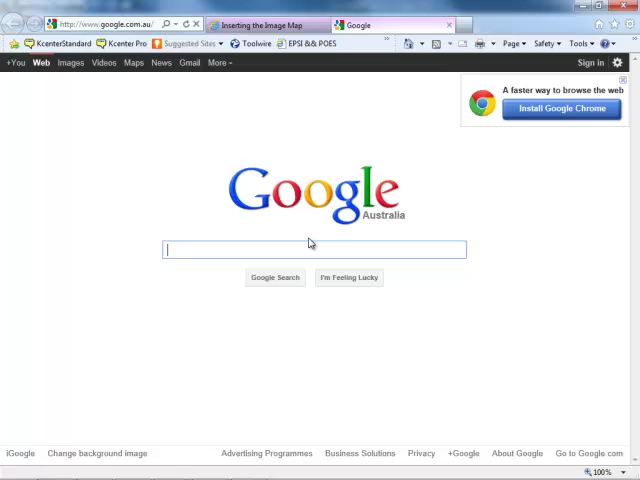 http://www.google.com.au/
Inserting the Image Map
Google
KcenterStandard
Kcenter Pro
Suggested Sites
Toolwire
EPSI && POES
Page
Safety
Tools
+You Web Images Videos Maps News Gmail More
Sign in
A faster way to browse the web
Install Google Chrome
Google
Australia
Google Search
I'm Feeling Lucky
iGoogle
Change background image
Advertising Programmes
Business Solutions
Privacy
+Google
About Google
Go to Google.com
100%